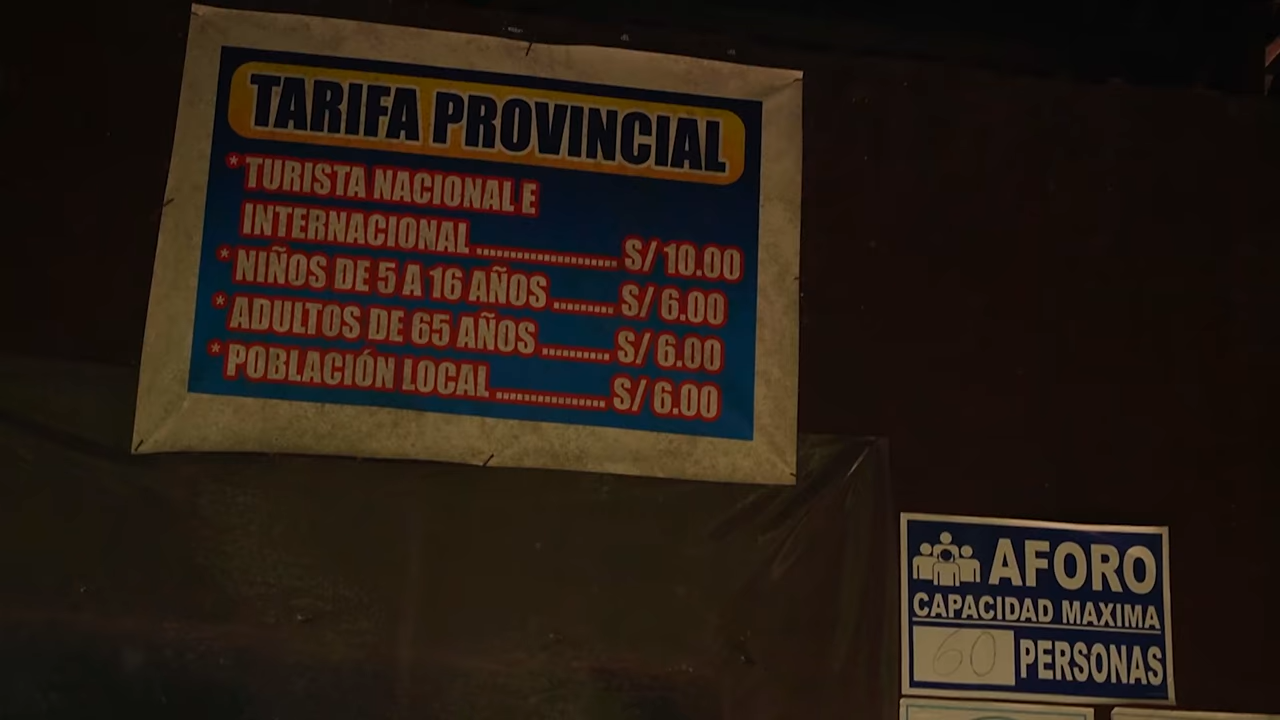 TARIFA PROVINCIAL
* TURISTA NACIONAL E
INTERNACIONAL .................... S/ 10.00
* NIÑOS DE 5 A 16 AÑOS ......... S/ 6.00
* ADULTOS DE 65 AÑOS .......... S/ 6.00
* POBLACIÓN LOCAL ................ S/ 6.00
AFORO
CAPACIDAD MAXIMA
60 PERSONAS